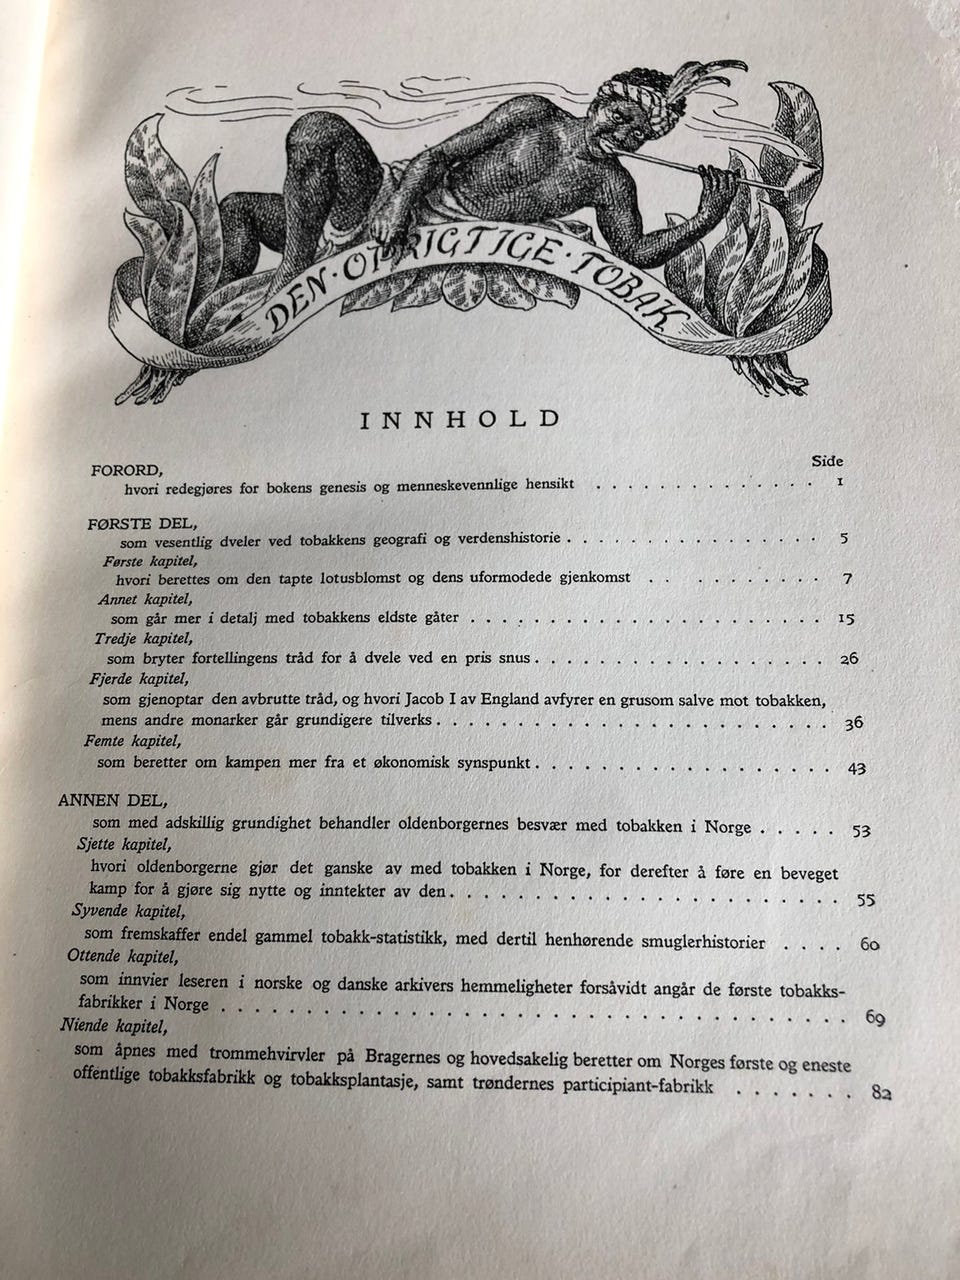 DEN · OPRIGTIGE · TOBAK
INNHOLD
Side
FORORD,
hvori redegjøres for bokens genesis og menneskevennlige hensikt . . . . . . . . . . . . . 1
FØRSTE DEL,
som vesentlig dveler ved tobakkens geografi og verdenshistorie . . . . . . . . . . . . . . . 5
Første kapitel,
hvori berettes om den tapte lotusblomst og dens uformodede gjenkomst . . . . . . . . . 7
Annet kapitel,
som går mer i detalj med tobakkens eldste gåter . . . . . . . . . . . . . . . . . . . . . . 15
Tredje kapitel,
som bryter fortellingens tråd for å dvele ved en pris snus . . . . . . . . . . . . . . . . . . 26
Fjerde kapitel,
som gjenoptar den avbrutte tråd, og hvori Jacob I av England avfyrer en grusom salve mot tobakken,
mens andre monarker går grundigere tilverks . . . . . . . . . . . . . . . . . . . . . . . . 36
Femte kapitel,
som beretter om kampen mer fra et økonomisk synspunkt . . . . . . . . . . . . . . . . . . 43
ANNEN DEL,
som med adskillig grundighet behandler oldenborgernes besvær med tobakken i Norge . . . . . 53
Sjette kapitel,
hvori oldenborgerne gjør det ganske av med tobakken i Norge, for derefter å føre en beveget
kamp for å gjøre sig nytte og inntekter av den . . . . . . . . . . . . . . . . . . . . . . . 55
Syvende kapitel,
som fremskaffer endel gammel tobakk-statistikk, med dertil henhørende smuglerhistorier . . . . 60
Ottende kapitel,
som innvier leseren i norske og danske arkivers hemmeligheter forsåvidt angår de første tobakks-
fabrikker i Norge . . . . . . . . . . . . . . . . . . . . . . . . . . . . . . . . . . . 69
Niende kapitel,
som åpnes med trommehvirvler på Bragernes og hovedsakelig beretter om Norges første og eneste
offentlige tobakksfabrikk og tobakksplantasje, samt trøndernes participiant-fabrikk . . . . . . . 82